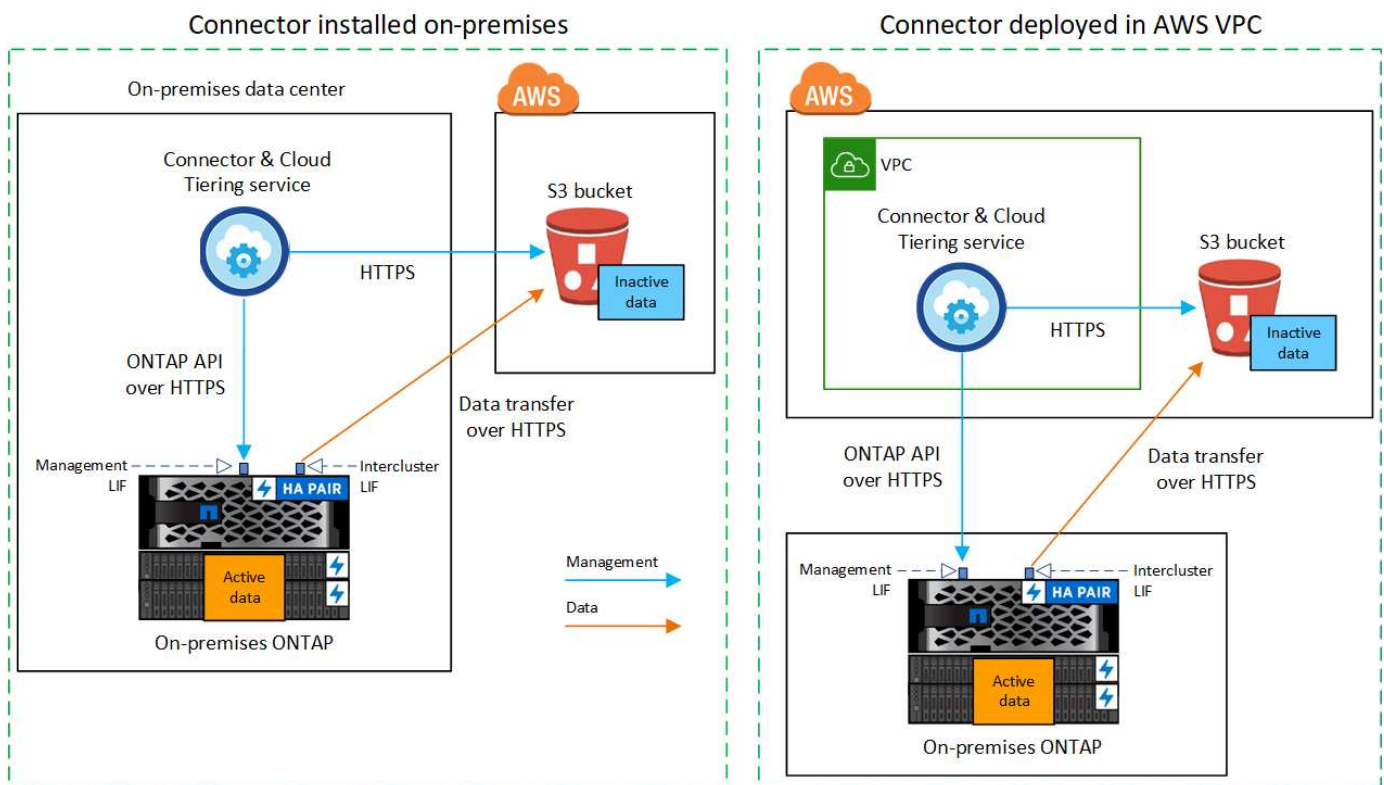 Connector installed on-premises
On-premises data center
AWS
Connector & Cloud
Tiering service
S3 bucket
HTTPS
Inactive
data
ONTAP API
over HTTPS
Data transfer
over HTTPS
Management
LIF
Intercluster
LIF
HA PAIR
Active
data
On-premises ONTAP
Management
Data
Connector deployed in AWS VPC
AWS
VPC
Connector & Cloud
Tiering service
S3 bucket
HTTPS
Inactive
data
ONTAP API
over HTTPS
Data transfer
over HTTPS
Management
LIF
Intercluster
LIF
HA PAIR
Active
data
On-premises ONTAP